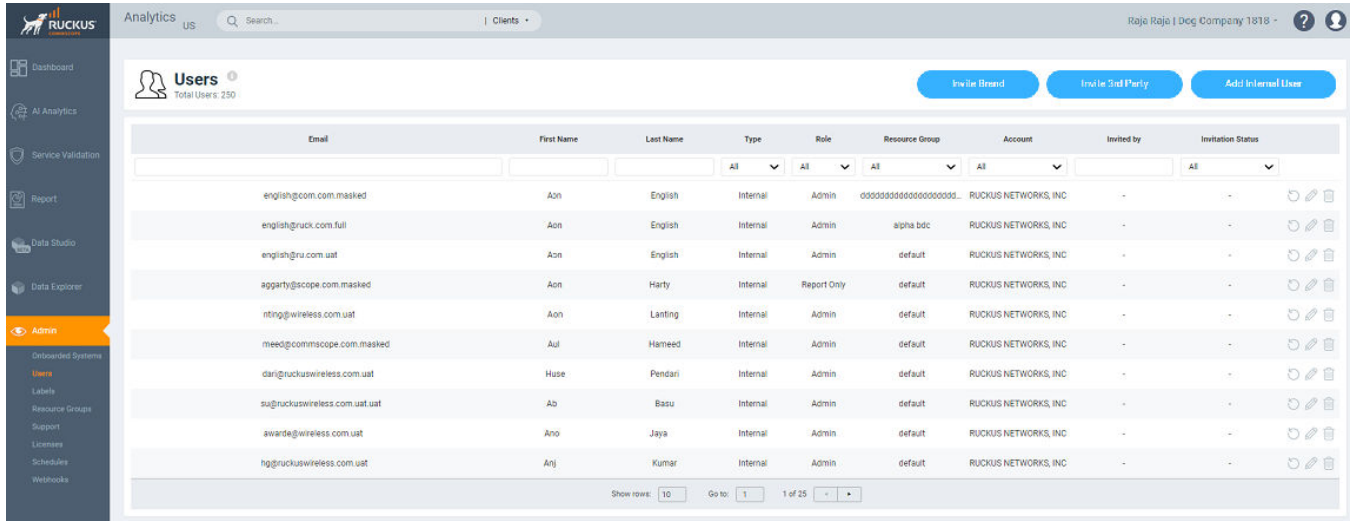 RUCKUS
COMMSCOPE
Analytics US
Search...
| Clients
Raja Raja | Dog Company 1818
?
Dashboard
AI Analytics
Service Validation
Report
Data Studio
BETA
Data Explorer
Admin
Onboarded Systems
Users
Labels
Resource Groups
Support
Licenses
Schedules
Webhooks
Users
Total Users: 250
Invite Brand
Invite 3rd Party
Add Internal User
Email First Name Last Name Type Role Resource Group Account Invited by Invitation Status
All All All All All
english@com.com.masked Aon English Internal Admin dddddddddddddddddddd... RUCKUS NETWORKS, INC - -
english@ruck.com.full Aon English Internal Admin alpha bdc RUCKUS NETWORKS, INC - -
english@ru.com.uat Aon English Internal Admin default RUCKUS NETWORKS, INC - -
aggarty@scope.com.masked Aon Harty Internal Report Only default RUCKUS NETWORKS, INC - -
nting@wireless.com.uat Aon Lanting Internal Admin default RUCKUS NETWORKS, INC - -
meed@commscope.com.masked Aul Hameed Internal Admin default RUCKUS NETWORKS, INC - -
dari@ruckuswireless.com.uat Huse Pendari Internal Admin default RUCKUS NETWORKS, INC - -
su@ruckuswireless.com.uat.uat Ab Basu Internal Admin default RUCKUS NETWORKS, INC - -
awarde@wireless.com.uat Ano Jaya Internal Admin default RUCKUS NETWORKS, INC - -
hg@ruckuswireless.com.uat Anj Kumar Internal Admin default RUCKUS NETWORKS, INC - -
Show rows: 10 Go to: 1 1 of 25